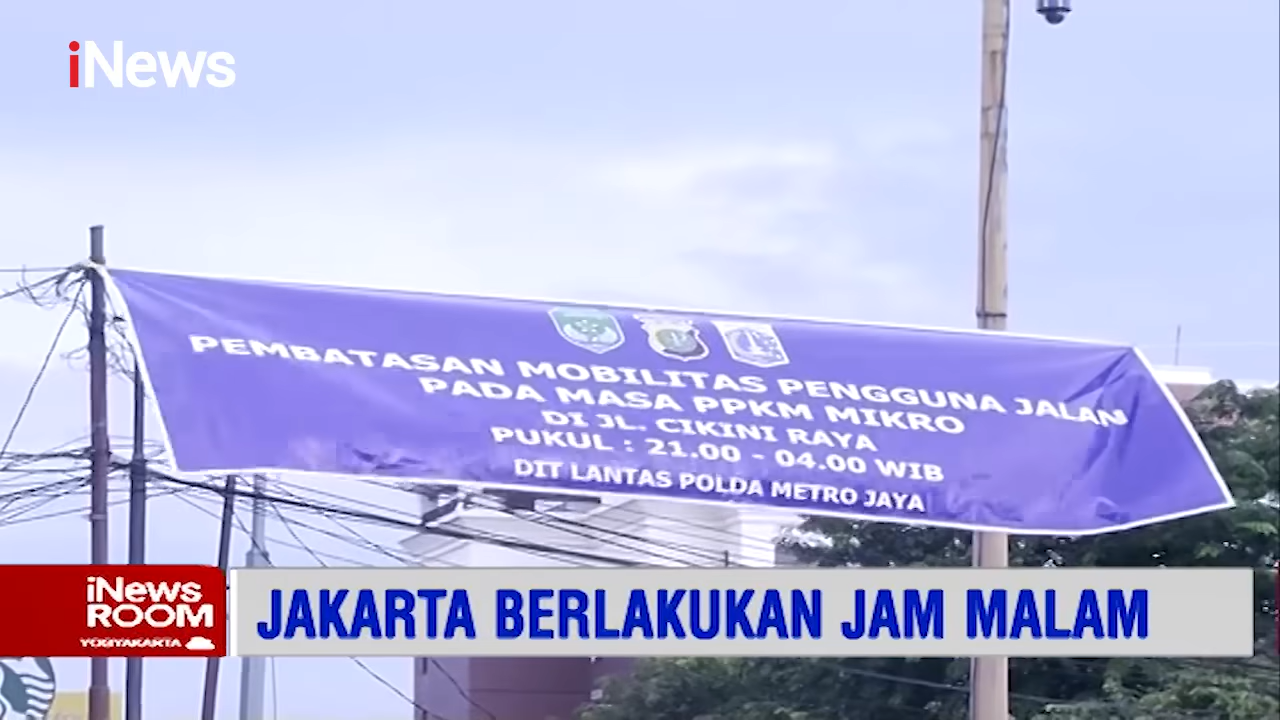 iNews
PEMBATASAN MOBILITAS PENGGUNA JALAN
PADA MASA PPKM MIKRO
DI JL. CIKINI RAYA
PUKUL : 21.00 - 04.00 WIB
DIT LANTAS POLDA METRO JAYA
iNews
ROOM
YOGYAKARTA
JAKARTA BERLAKUKAN JAM MALAM